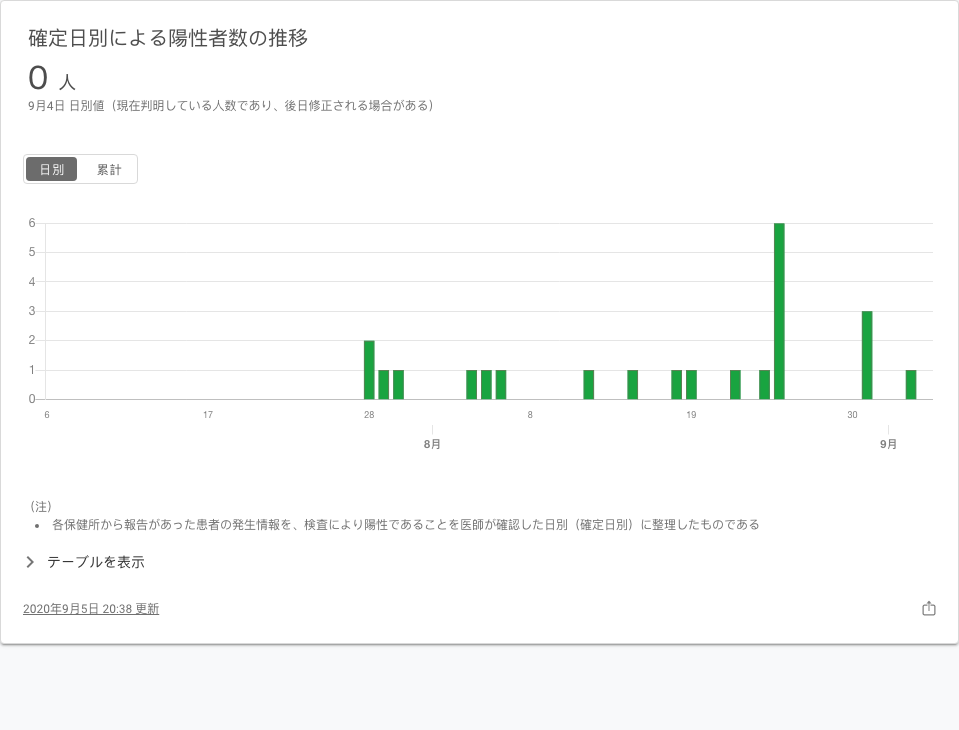 確定日別による陽性者数の推移
0 人
9月4日 日別値（現在判明している人数であり、後日修正される場合がある）
日別 累計
6
5
4
3
2
1
0
6 17 28 8 19 30
8月 9月
（注）
• 各保健所から報告があった患者の発生情報を、検査により陽性であることを医師が確認した日別（確定日別）に整理したものである
テーブルを表示
2020年9月5日 20:38 更新